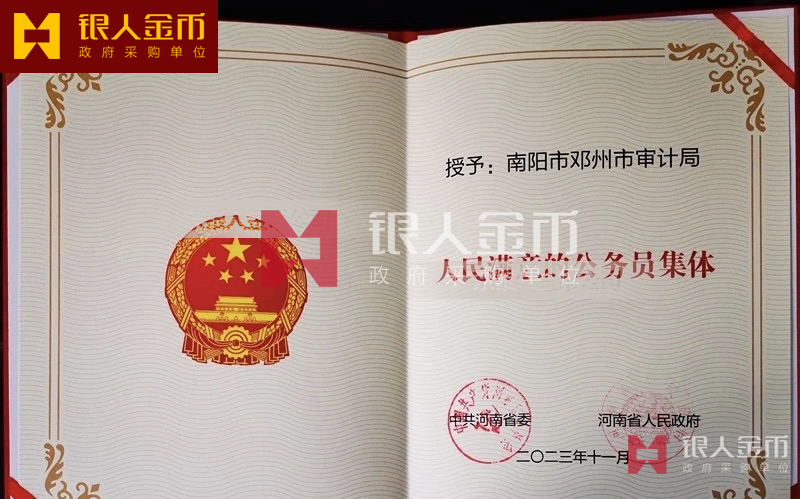 银人金币
政府采购单位
授予：南阳市邓州市审计局
银人金币
政府采购单位
人民满意的公务员集体
中共河南省委
河南省人民政府
二〇二三年十一月
银人金币
政府采购单位